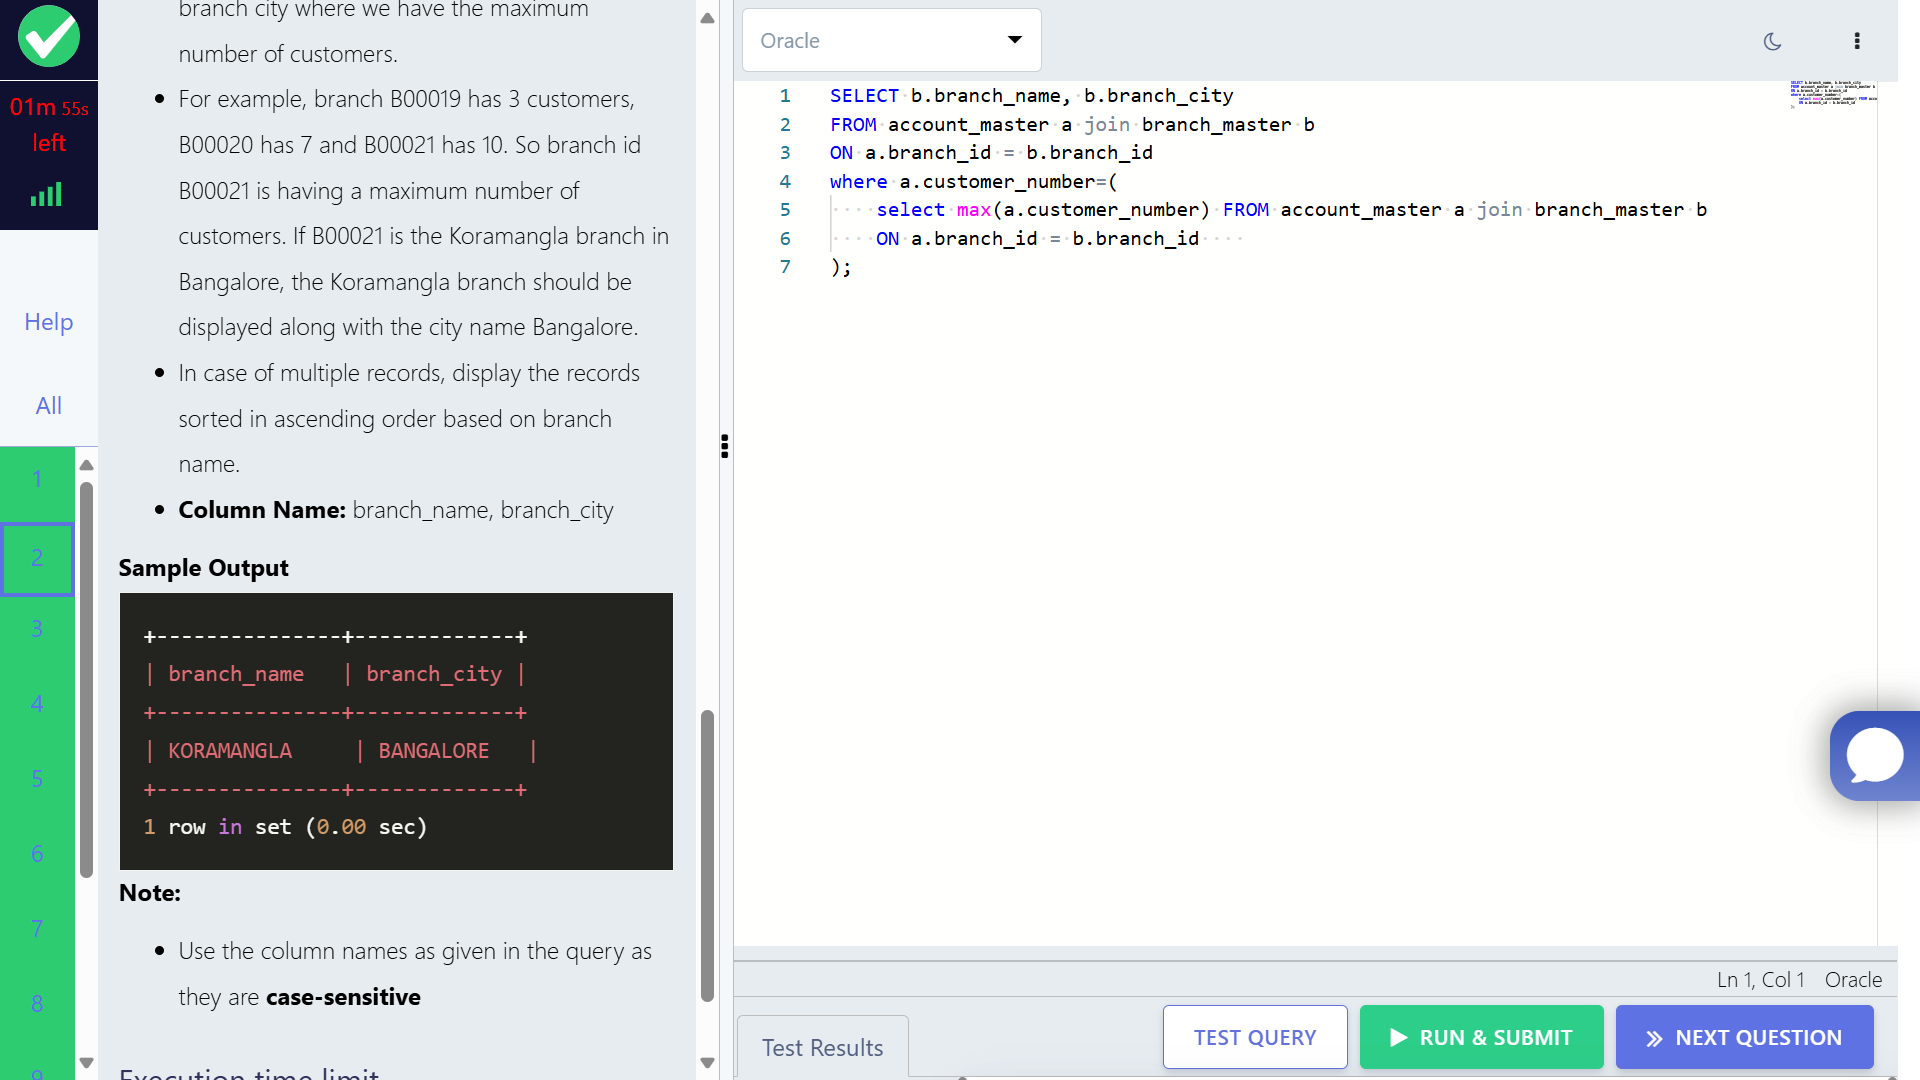 01m 55s
left
Help
All
1
2
3
4
5
6
7
8
9
branch city where we have the maximum
number of customers.
For example, branch B00019 has 3 customers,
B00020 has 7 and B00021 has 10. So branch id
B00021 is having a maximum number of
customers. If B00021 is the Koramangla branch in
Bangalore, the Koramangla branch should be
displayed along with the city name Bangalore.
In case of multiple records, display the records
sorted in ascending order based on branch
name.
Column Name: branch_name, branch_city
Sample Output
+---------------+-------------+
| branch_name   | branch_city |
+---------------+-------------+
| KORAMANGLA     | BANGALORE   |
+---------------+-------------+
1 row in set (0.00 sec)
Note:
Use the column names as given in the query as
they are case-sensitive
Execution time limit
Oracle
1 SELECT b.branch_name, b.branch_city
2 FROM account_master a join branch_master b
3 ON a.branch_id = b.branch_id
4 where a.customer_number=(
5     select max(a.customer_number) FROM account_master a join branch_master b
6     ON a.branch_id = b.branch_id
7 );
Ln 1, Col 1 Oracle
Test Results
TEST QUERY
RUN & SUBMIT
NEXT QUESTION